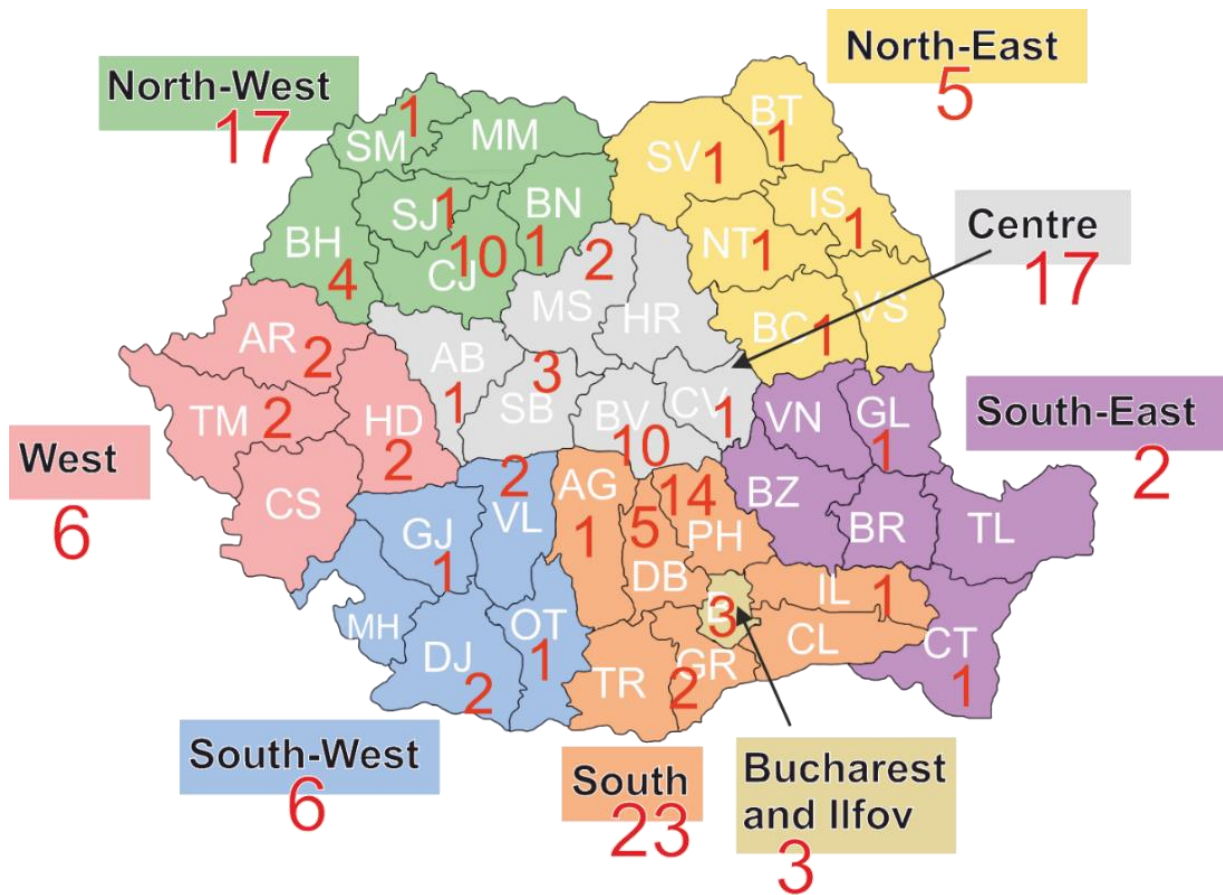 North-East
5
North-West
17
BT
1
SM
1
MM
SV
1
SJ
1
BN
1
IS
1
Centre
17
BH
4
CJ
10
NT
1
MS
2
HR
BC
1
VS
AR
2
AB
1
SB
3
BV
10
CV
1
VN
GL
1
South-East
2
TM
2
HD
2
West
6
CS
VL
2
AG
1
14
PH
BZ
BR
TL
GJ
1
5
DB
B
3
IL
1
MH
DJ
2
OT
1
TR
GR
2
CL
CT
1
South-West
6
South
23
Bucharest
and Ilfov
3